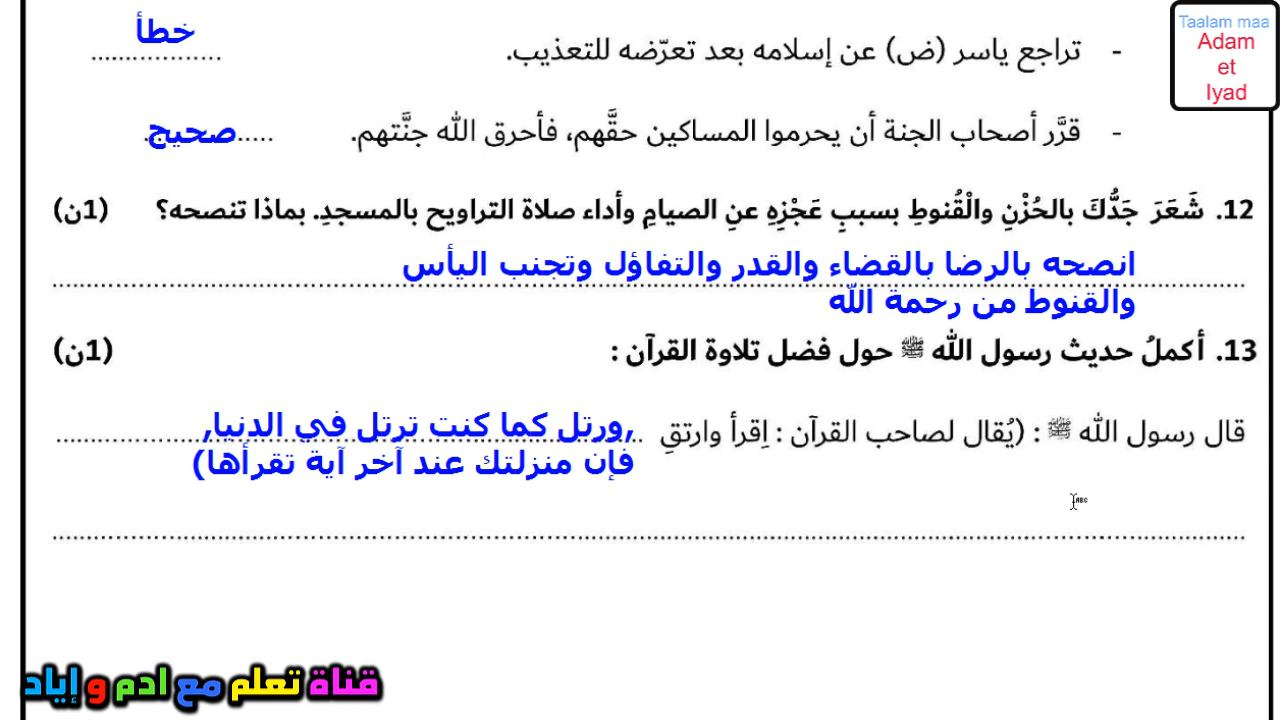 Taalam maa
Adam
et
Iyad
- تراجع ياسر (ض) عن إسلامه بعد تعرّضه للتعذيب. .................. خطأ
- قرَّر أصحاب الجنة أن يحرموا المساكين حقَّهم، فأحرق الله جنَّتهم. ..... صحيح
12. شَعَرَ جَدُّكَ بالحُزْنِ والْقُنوطِ بسببِ عَجْزِهِ عنِ الصيامِ وأداء صلاة التراويح بالمسجدِ. بماذا تنصحه؟ (1ن)
انصحه بالرضا بالقضاء والقدر والتفاؤل وتجنب اليأس
والقنوط من رحمة الله
13. أكملُ حديث رسول الله ﷺ حول فضل تلاوة القرآن : (1ن)
قال رسول الله ﷺ : (يُقال لصاحب القرآن : اِقرأ وارتقِ ,ورتل كما كنت ترتل في الدنيا,
فإن منزلتك عند آخر آية تقرأها)
قناة تعلم مع ادم و إياد